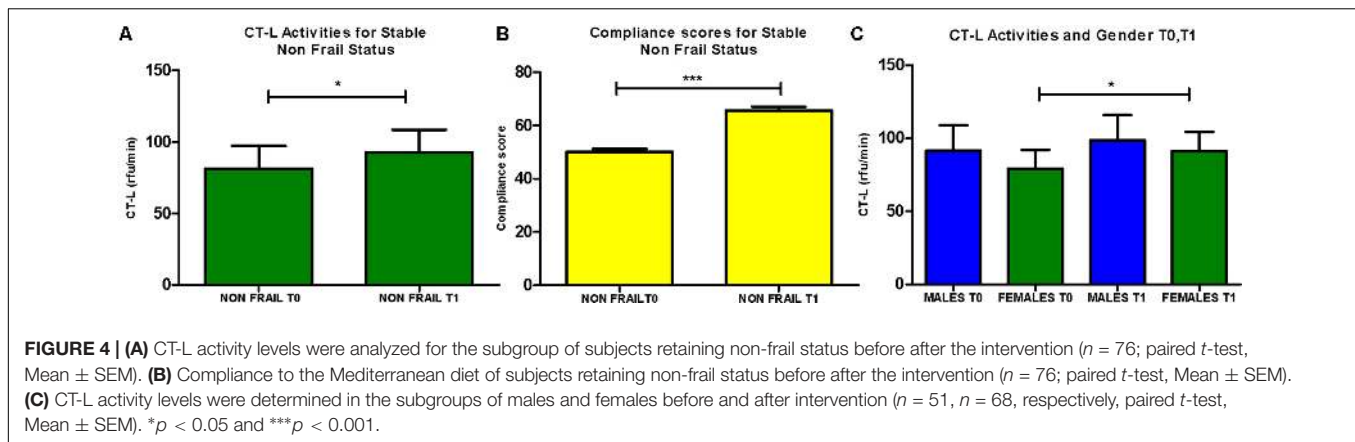 A
CT-L Activities for Stable
Non Frail Status
CT-L (rfu/min)
150
100
50
0
*
NON FRAIL T0
NON FRAIL T1
B
Compliance scores for Stable
Non Frail Status
Compliance score
80
60
40
20
0
***
NON FRAILT0
NON FRAIL T1
C
CT-L Activities and Gender T0,T1
CT-L (rfu/min)
150
100
50
0
*
MALES T0
FEMALES T0
MALES T1
FEMALES T1
FIGURE 4 | (A) CT-L activity levels were analyzed for the subgroup of subjects retaining non-frail status before after the intervention (n = 76; paired t-test,
Mean ± SEM). (B) Compliance to the Mediterranean diet of subjects retaining non-frail status before after the intervention (n = 76; paired t-test, Mean ± SEM).
(C) CT-L activity levels were determined in the subgroups of males and females before and after intervention (n = 51, n = 68, respectively, paired t-test,
Mean ± SEM). *p < 0.05 and ***p < 0.001.